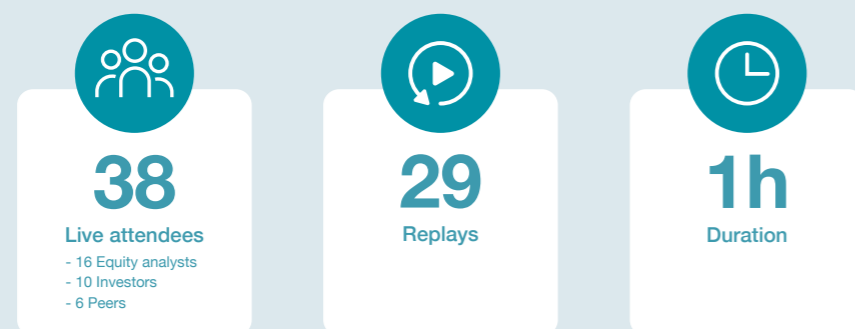 38
Live attendees
- 16 Equity analysts
- 10 Investors
- 6 Peers
29
Replays
1h
Duration